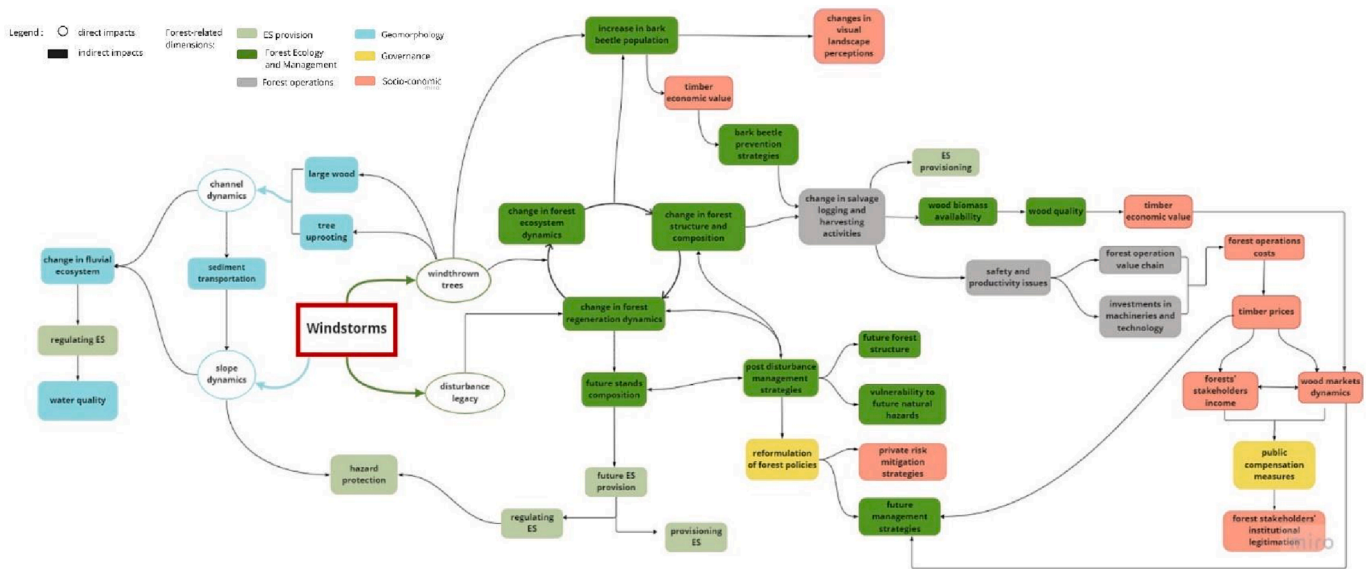 Legend :
direct impacts
indirect impacts
Forest-related
dimensions:
ES provision
Forest Ecology
and Management
Forest operations
Geomorphology
Governance
Socio-economic
miro
increase in bark
beetle population
changes in
visual
landscape
perceptions
timber
economic value
bark beetle
prevention
strategies
ES
provisioning
large wood
channel
dynamics
tree
uprooting
change in forest
ecosystem
dynamics
change in forest
structure and
composition
change in salvage
logging and
harvesting
activities
wood biomass
availability
wood quality
timber
economic value
change in fluvial
ecosystem
sediment
transportation
windthrown
trees
safety and
productivity issues
forest operation
value chain
forest operations
costs
investments in
machineries and
technology
timber prices
Windstorms
change in forest
regeneration dynamics
regulating ES
slope
dynamics
disturbance
legacy
future stands
composition
post disturbance
management
strategies
future forest
structure
vulnerability to
future natural
hazards
forests'
stakeholders
income
wood markets
dynamics
water quality
hazard
protection
future ES
provision
reformulation
of forest policies
private risk
mitigation
strategies
public
compensation
measures
regulating
ES
provisioning
ES
future
management
strategies
forest stakeholders'
institutional
legitimation
miro